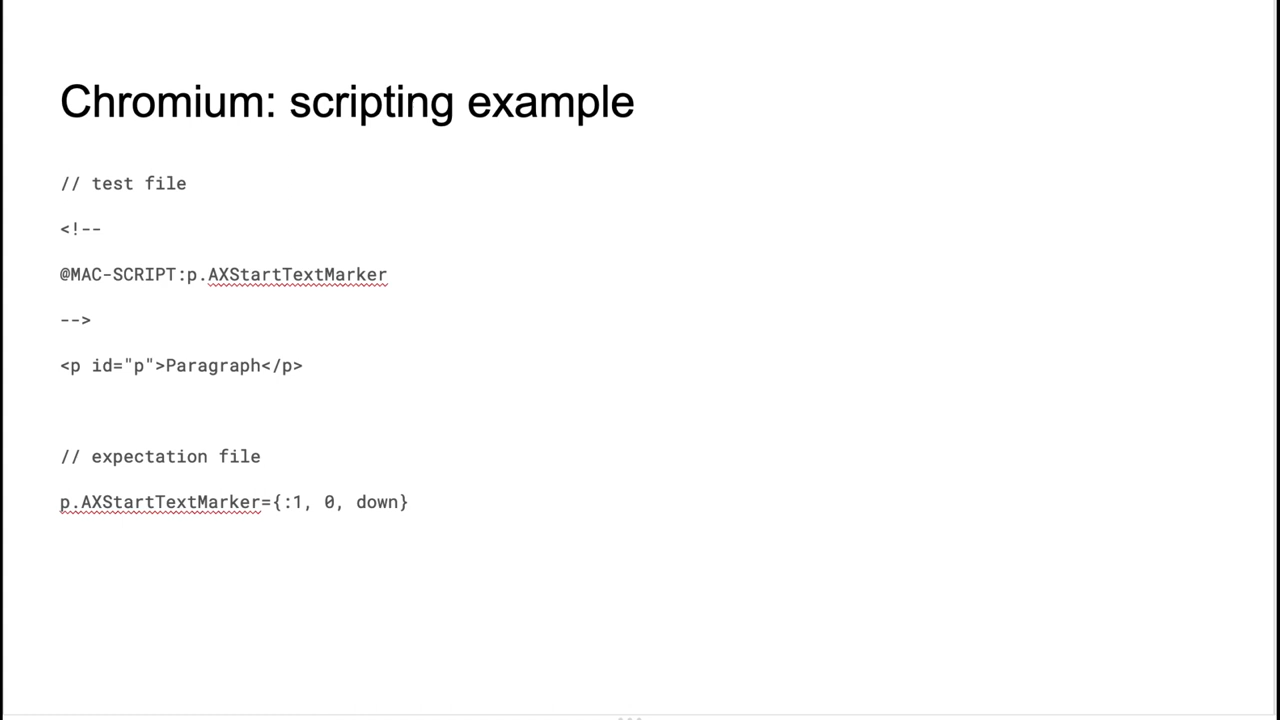 Chromium: scripting example
// test file
<!--
@MAC-SCRIPT:p.AXStartTextMarker
-->
<p id="p">Paragraph</p>
// expectation file
p.AXStartTextMarker={:1, 0, down}